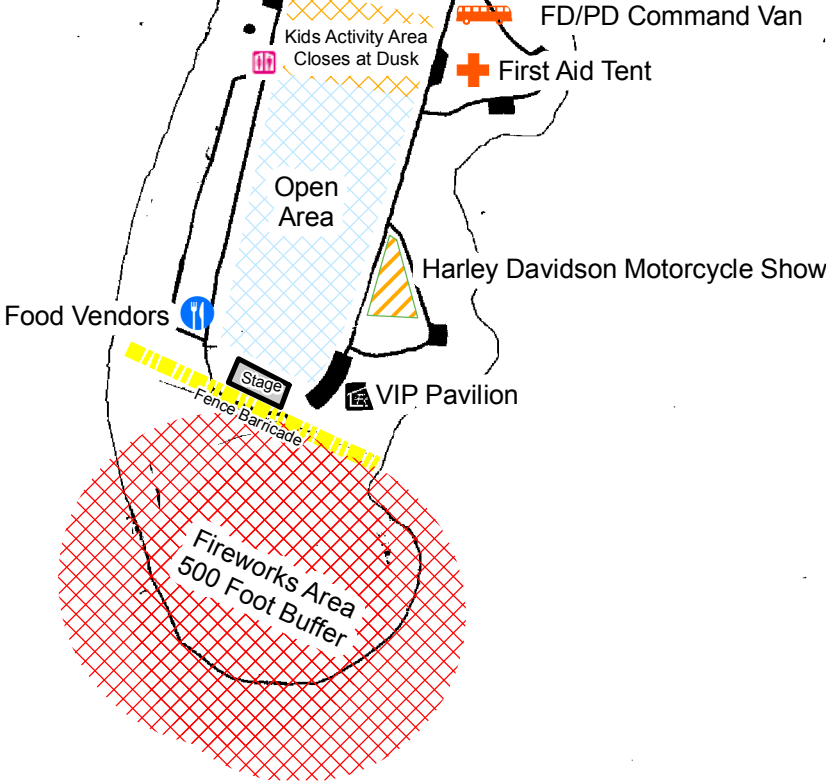 FD/PD Command Van
Kids Activity Area
Closes at Dusk
First Aid Tent
Open
Area
Harley Davidson Motorcycle Show
Food Vendors
Stage
VIP Pavilion
Fence Barricade
Fireworks Area
500 Foot Buffer